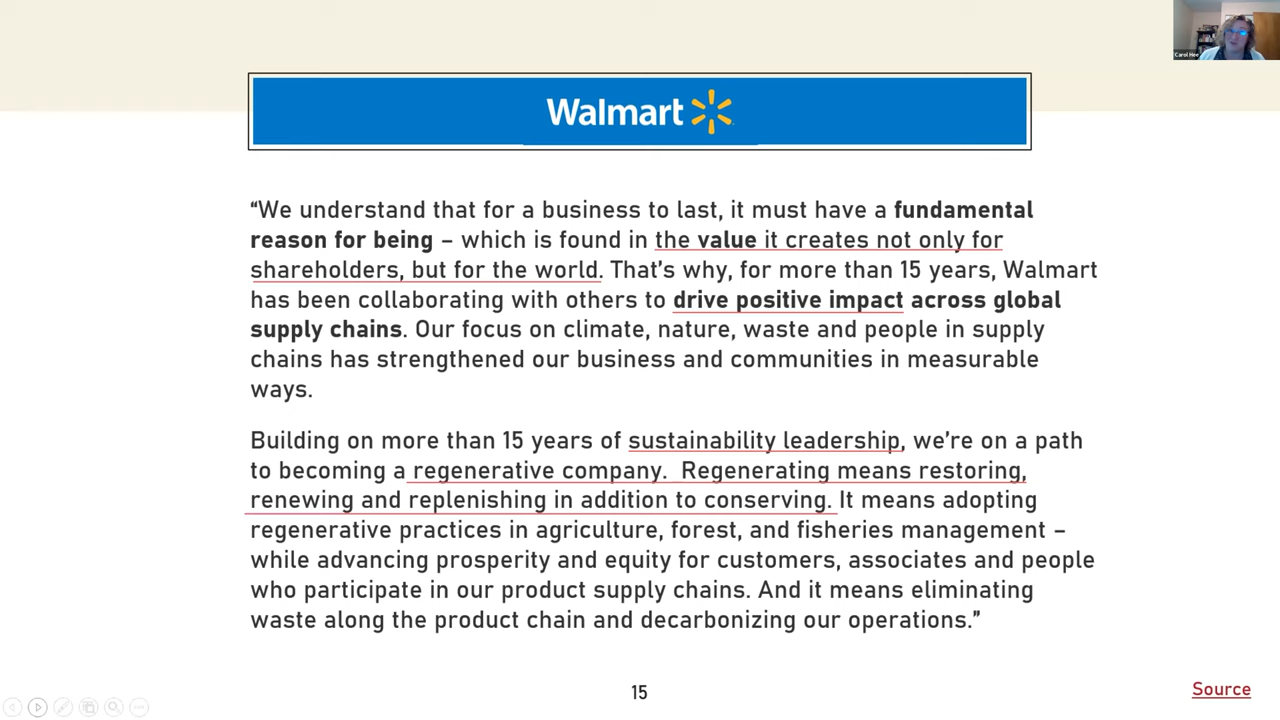 Carol Hee
Walmart
“We understand that for a business to last, it must have a fundamental
reason for being – which is found in the value it creates not only for
shareholders, but for the world. That’s why, for more than 15 years, Walmart
has been collaborating with others to drive positive impact across global
supply chains. Our focus on climate, nature, waste and people in supply
chains has strengthened our business and communities in measurable
ways.
Building on more than 15 years of sustainability leadership, we’re on a path
to becoming a regenerative company. Regenerating means restoring,
renewing and replenishing in addition to conserving. It means adopting
regenerative practices in agriculture, forest, and fisheries management –
while advancing prosperity and equity for customers, associates and people
who participate in our product supply chains. And it means eliminating
waste along the product chain and decarbonizing our operations.”
15
Source